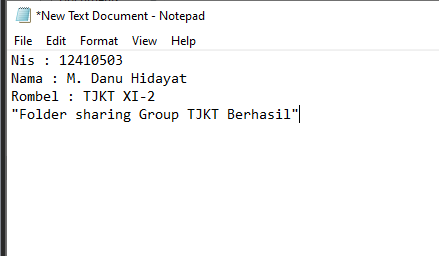 *New Text Document - Notepad
File Edit Format View Help
Nis : 12410503
Nama : M. Danu Hidayat
Rombel : TJKT XI-2
"Folder sharing Group TJKT Berhasil"